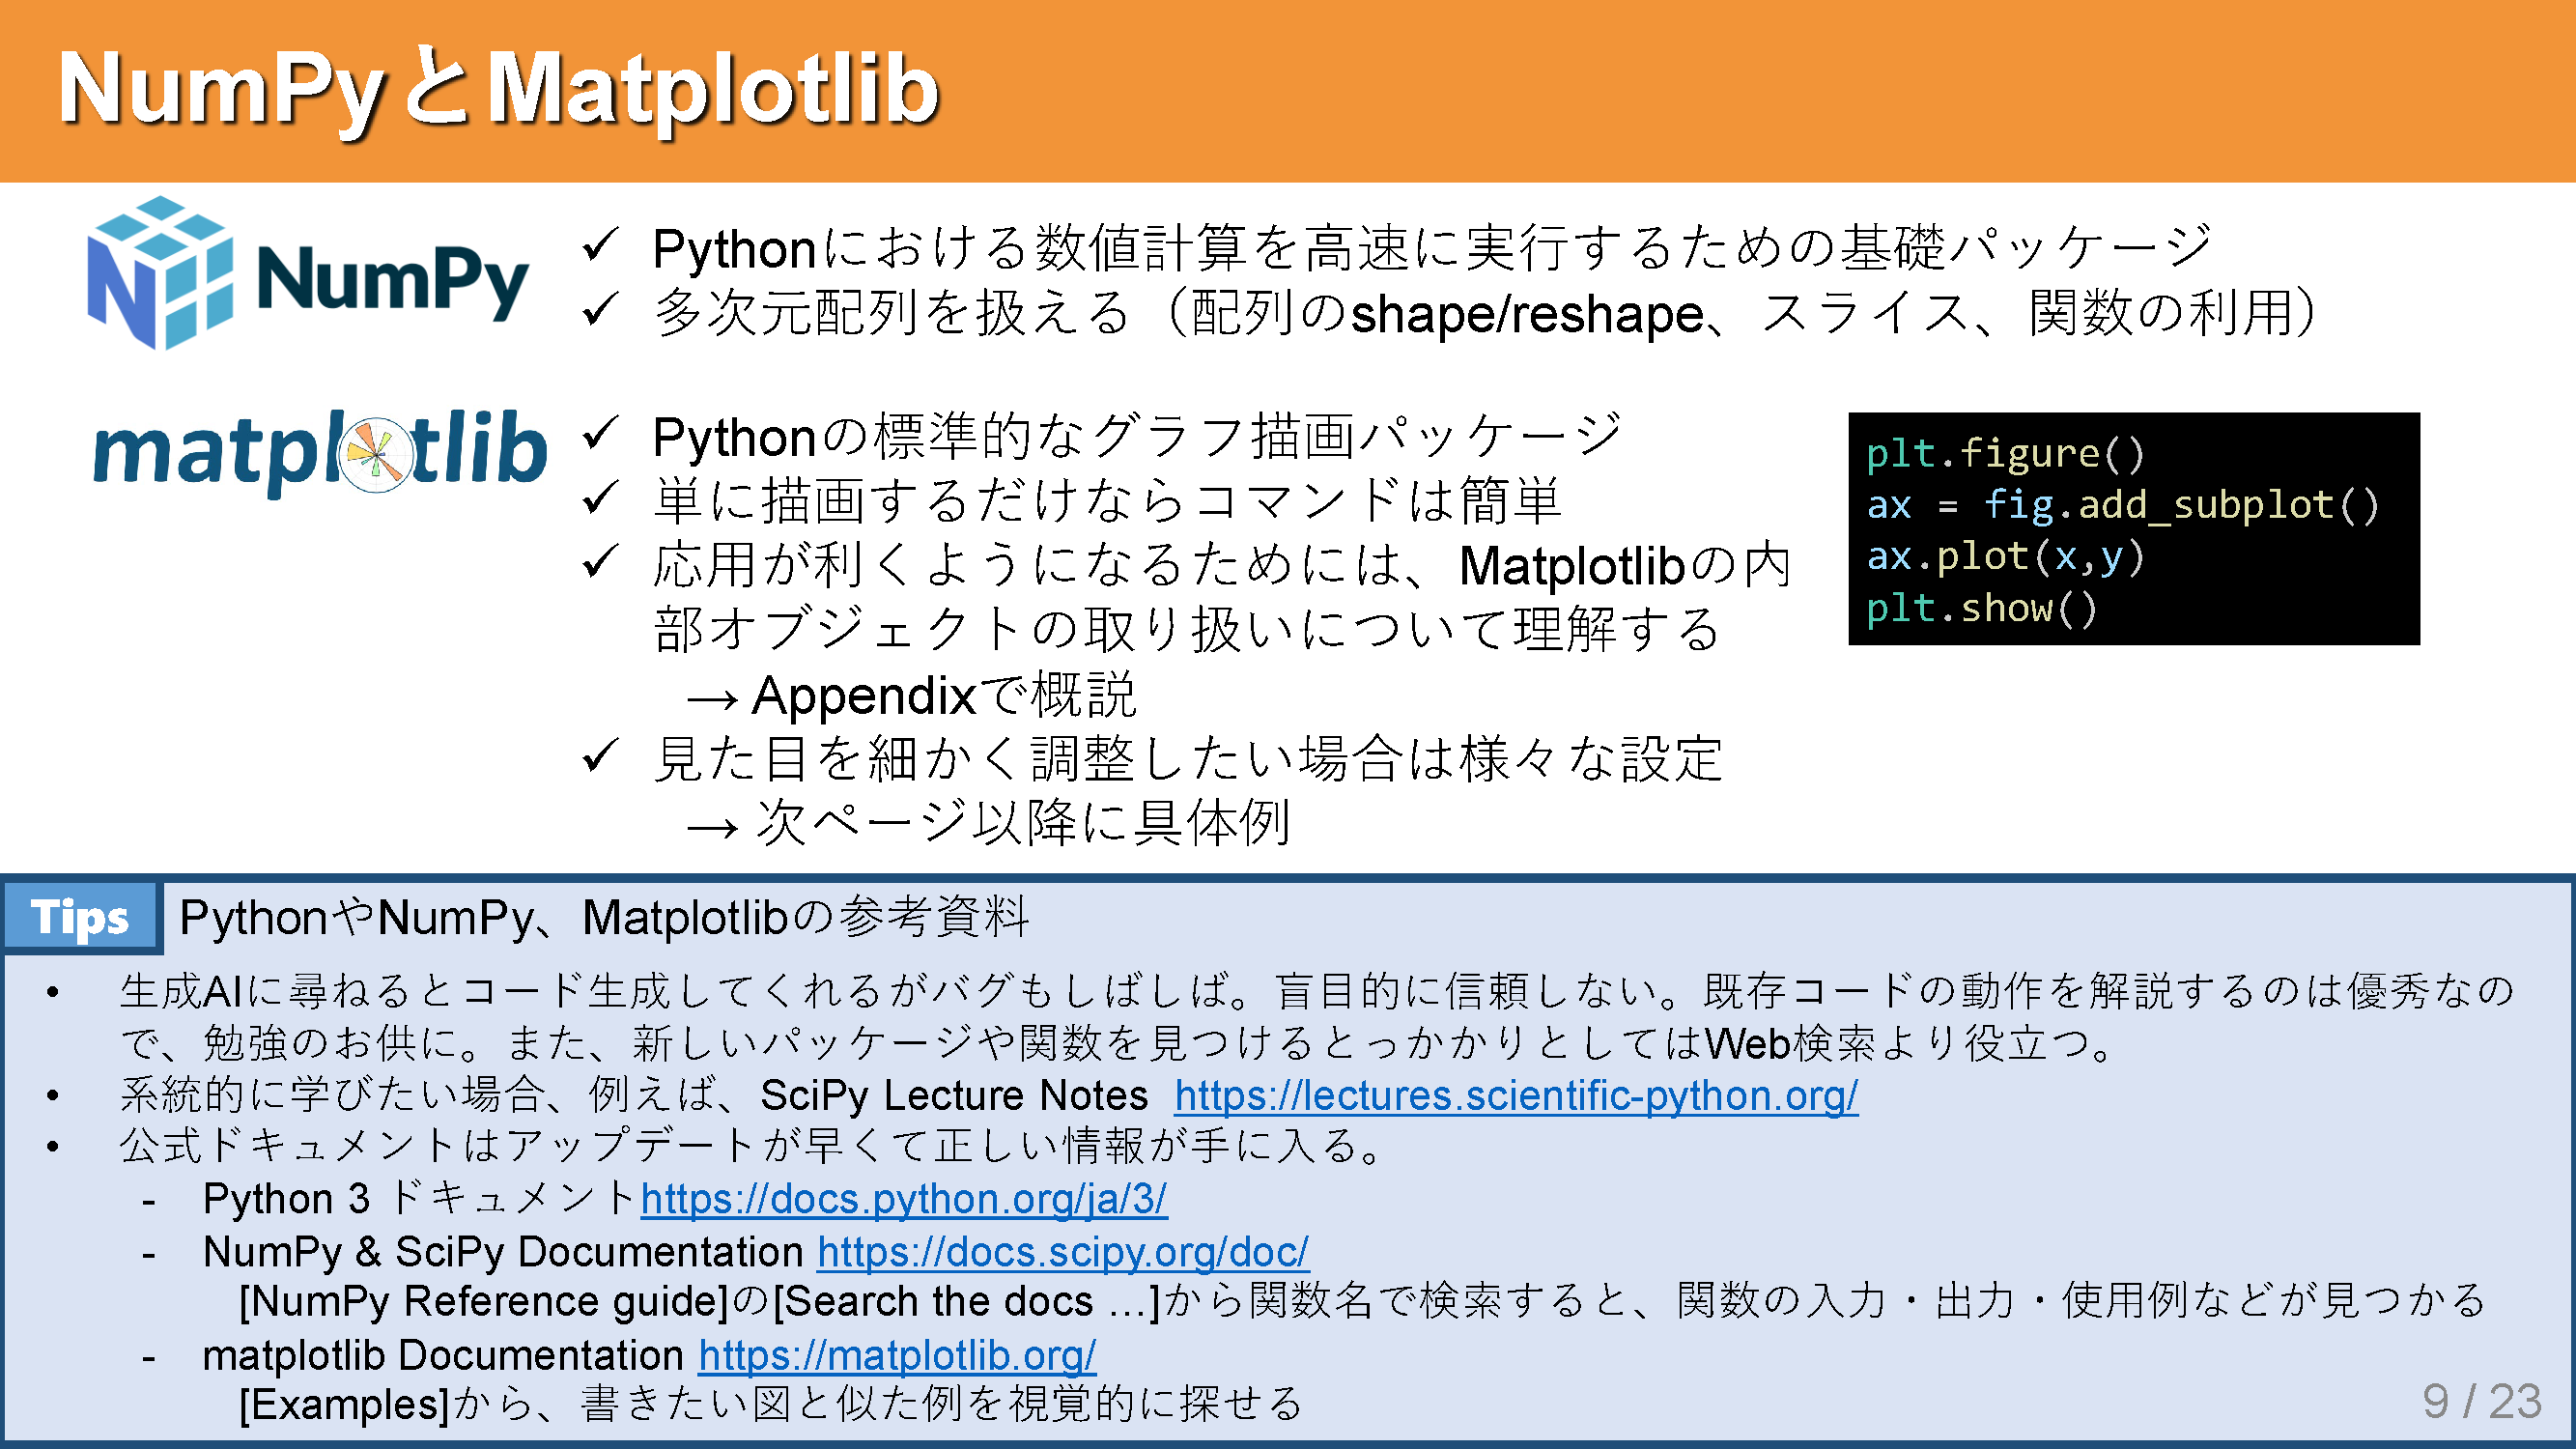 NumPyとMatplotlib
NumPy
✓ Pythonにおける数値計算を高速に実行するための基礎パッケージ
✓ 多次元配列を扱える（配列のshape/reshape、スライス、関数の利用）
matplotlib
✓ Pythonの標準的なグラフ描画パッケージ
✓ 単に描画するだけならコマンドは簡単
✓ 応用が利くようになるためには、Matplotlibの内
部オブジェクトの取り扱いについて理解する
→ Appendixで概説
✓ 見た目を細かく調整したい場合は様々な設定
→ 次ページ以降に具体例
plt.figure()
ax = fig.add_subplot()
ax.plot(x,y)
plt.show()
Tips PythonやNumPy、Matplotlibの参考資料
• 生成AIに尋ねるとコード生成してくれるがバグもしばしば。盲目的に信頼しない。既存コードの動作を解説するのは優秀なの
で、勉強のお供に。また、新しいパッケージや関数を見つけるとっかかりとしてはWeb検索より役立つ。
• 系統的に学びたい場合、例えば、SciPy Lecture Notes https://lectures.scientific-python.org/
• 公式ドキュメントはアップデートが早くて正しい情報が手に入る。
- Python 3 ドキュメントhttps://docs.python.org/ja/3/
- NumPy & SciPy Documentation https://docs.scipy.org/doc/
[NumPy Reference guide]の[Search the docs …]から関数名で検索すると、関数の入力・出力・使用例などが見つかる
- matplotlib Documentation https://matplotlib.org/
[Examples]から、書きたい図と似た例を視覚的に探せる
9 / 23